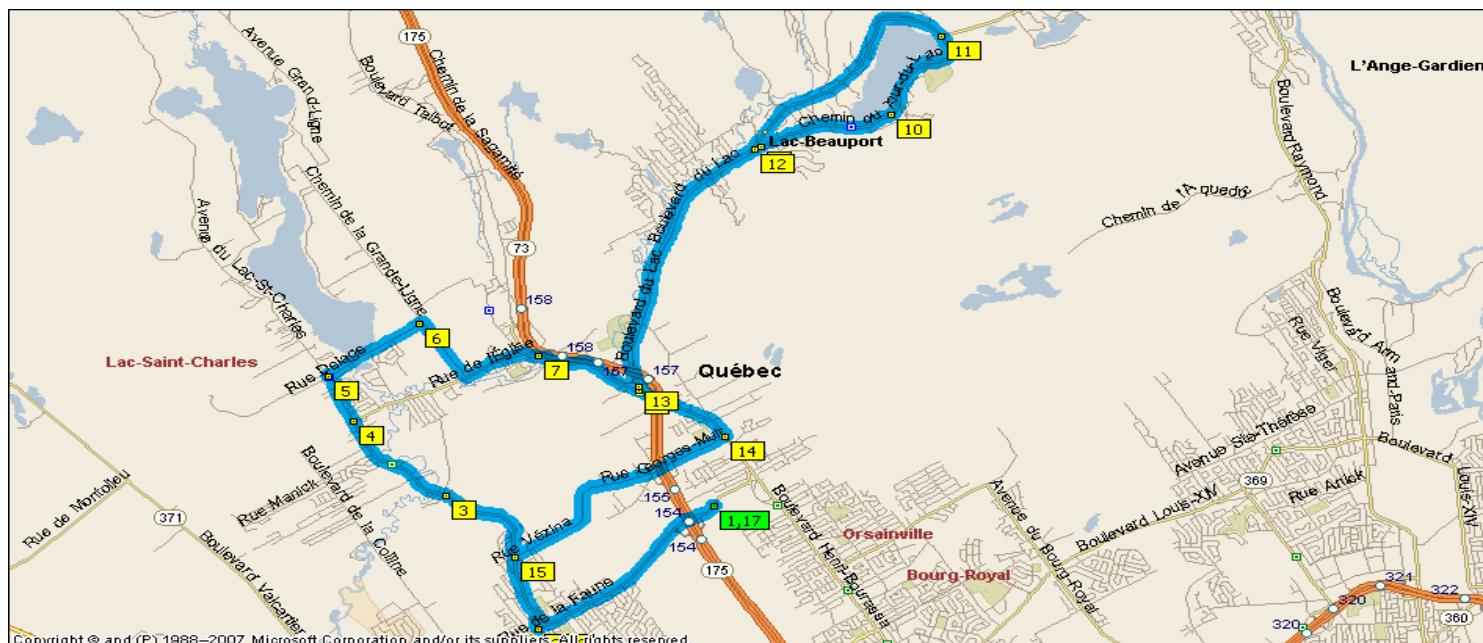 175
Avenue Grand-Ligne
Boulevard Talbot
Chemin de la Sagamité
11
L'Ange-Gardien
Chemin du Tour-du-Lac
10
Lac-Beauport
12
Boulevard du Lac
Boulevard du Lac
Boulevard Raymond
Chemin de l'Aqueduc
Chemin de la Grande-Ligne
Avenue du Lac-St-Charles
73
158
Lac-Saint-Charles
Rue Delage
6
Rue de l'Église
158
7
157
157
Québec
5
13
4
14
Rue Georges-Muir
Rue Viger
Boulevard
Avenue Ste-Thérèse
Boulevard
Louis-XIV
369
Rue Anick
Boulevard Louis-XIV
Rue de Montolieu
371
Boulevard Valcartier
Rue Manick
Boulevard de la Colline
3
155
154
1,17
154
Boulevard Henri-Bourassa
Orsainville
Avenue du Bourg-Royal
Bourg-Royal
Rue Vézina
15
Rue de la Faune
175
321
322
320
320
360
Copyright © and (P) 1988–2007 Microsoft Corporation and/or its suppliers. All rights reserved.